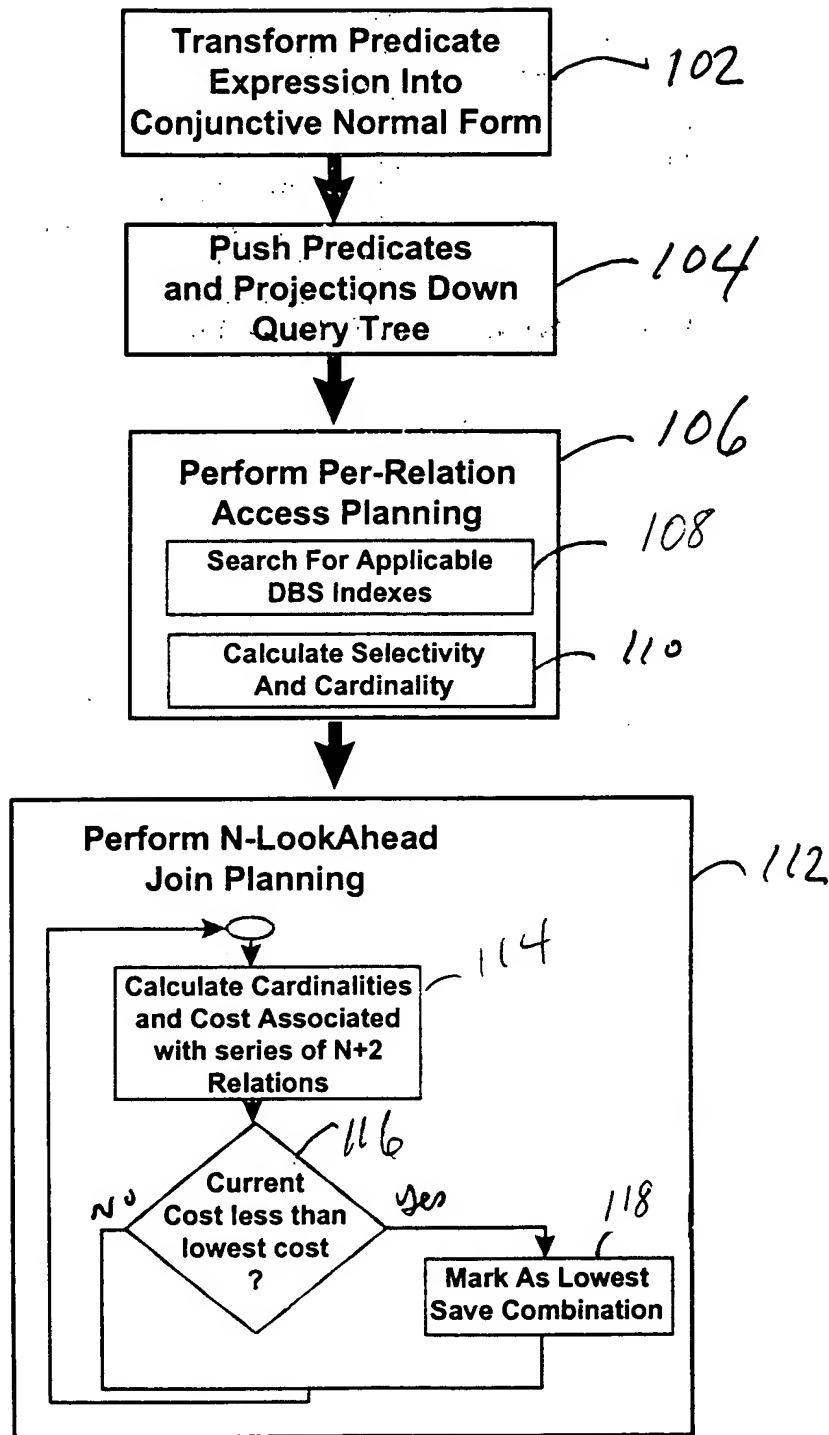 Transform Predicate
Expression Into
Conjunctive Normal Form
102
Push Predicates
and Projections Down
Query Tree
104
106
Perform Per-Relation
Access Planning
108
Search For Applicable
DBS Indexes
110
Calculate Selectivity
And Cardinality
Perform N-LookAhead
Join Planning
112
114
Calculate Cardinalities
and Cost Associated
with series of N+2
Relations
116
No
Current
Cost less than
lowest cost
?
Yes
118
Mark As Lowest
Save Combination